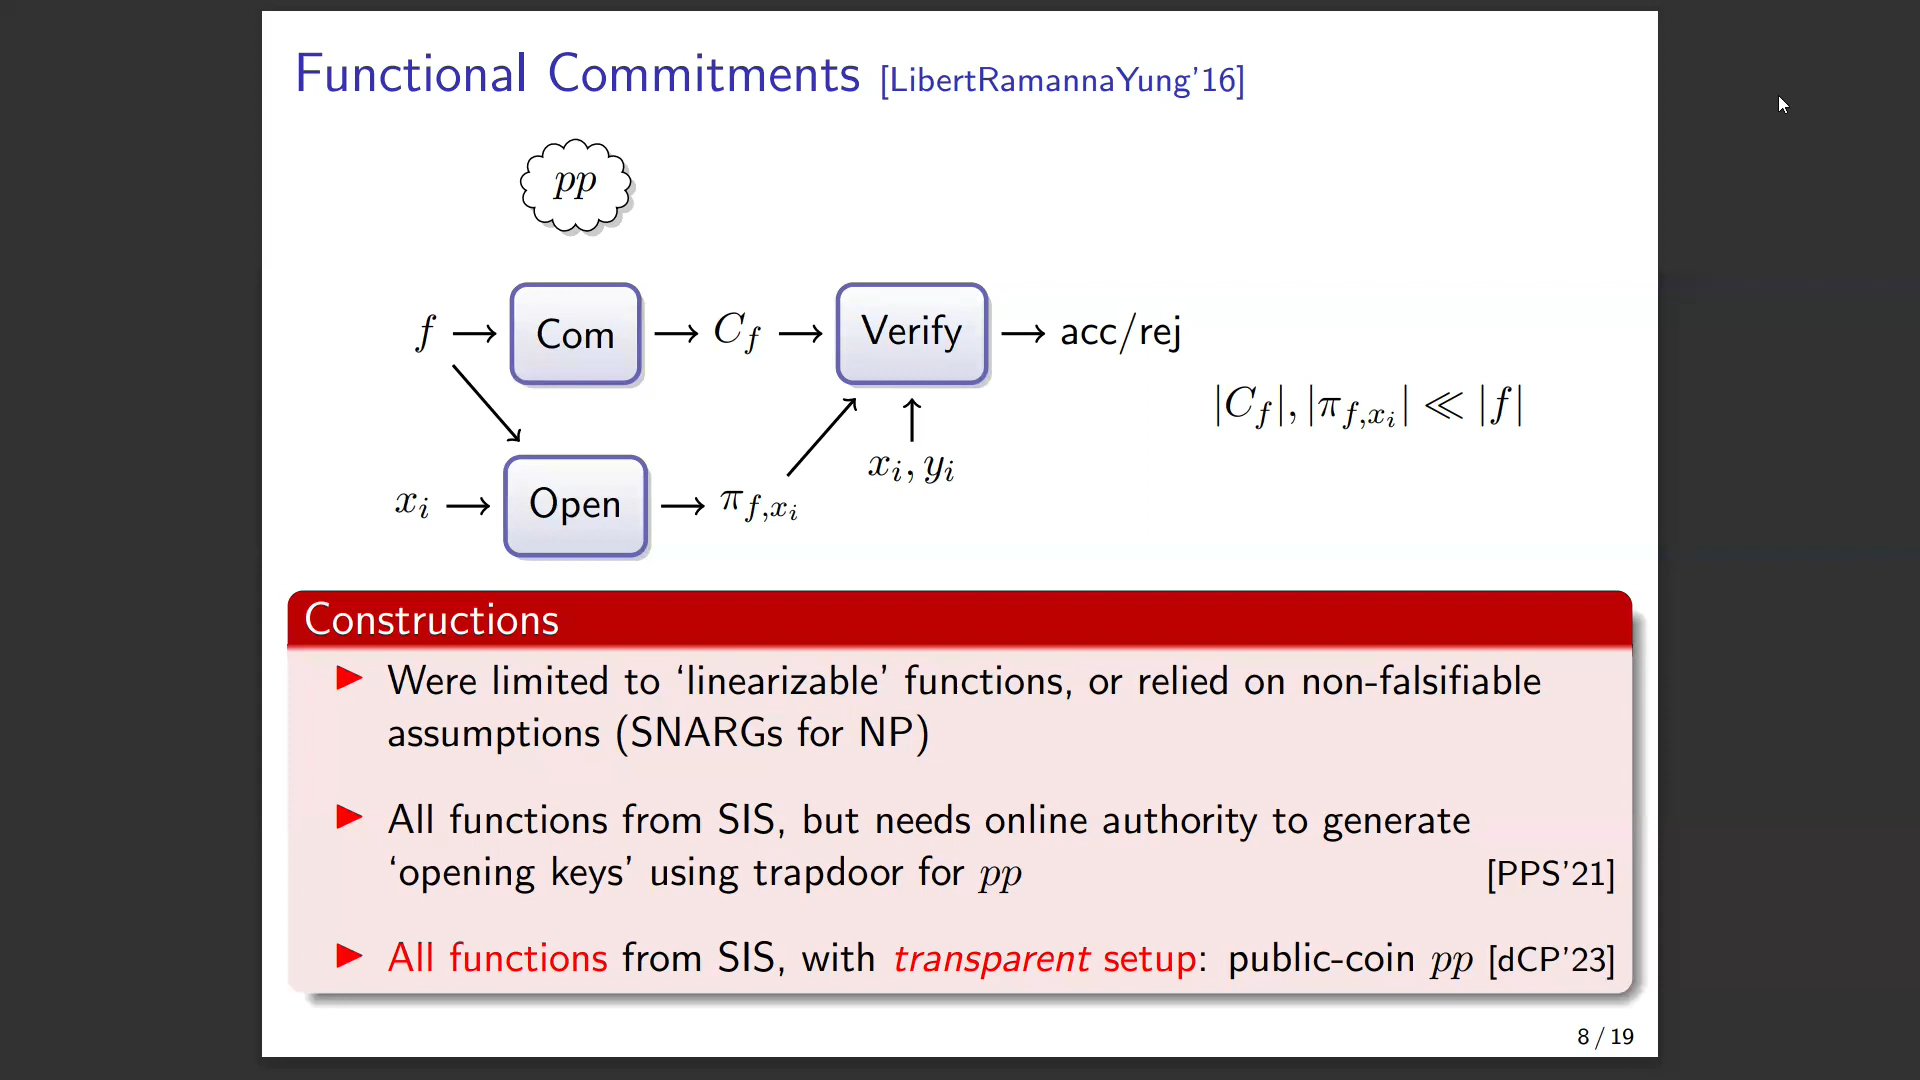 Functional Commitments [LibertRamannaYung'16]
pp
f → Com → C_f → Verify → acc/rej
|C_f|, |π_{f,x_i}| ≪ |f|
x_i, y_i
x_i → Open → π_{f,x_i}
Constructions
▶ Were limited to ‘linearizable’ functions, or relied on non-falsifiable
assumptions (SNARGs for NP)
▶ All functions from SIS, but needs online authority to generate
‘opening keys’ using trapdoor for pp [PPS'21]
▶ All functions from SIS, with transparent setup: public-coin pp [dCP'23]
8 / 19